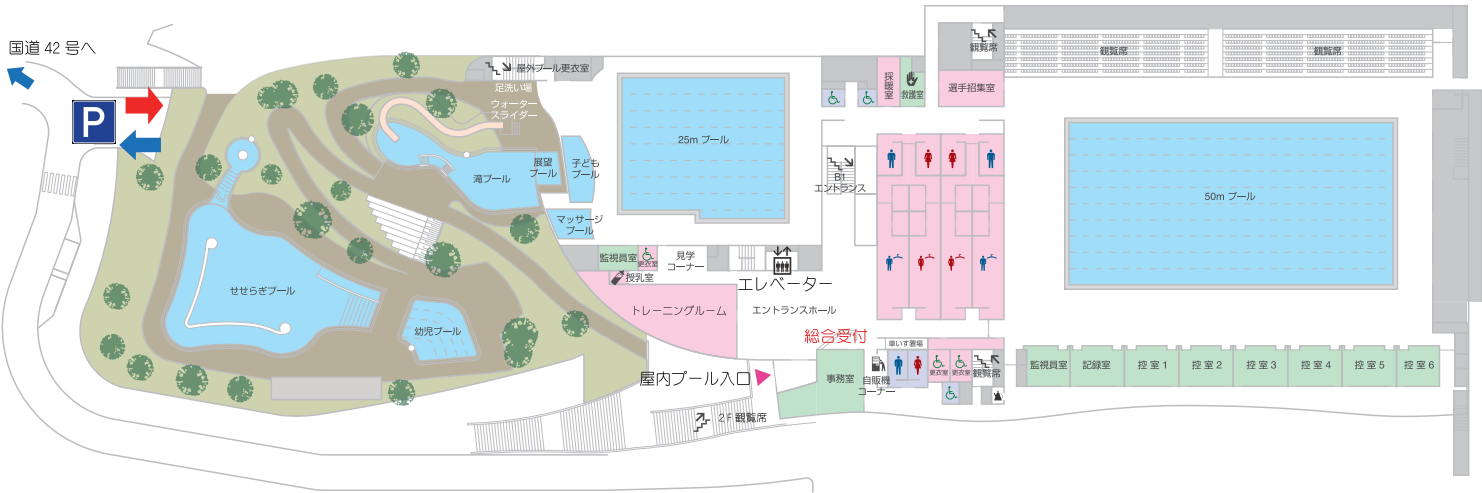 国道 42 号へ
P
屋外プール更衣室
足洗い場
ウォーター
スライダー
展望
プール
子ども
プール
滝プール
マッサージ
プール
せせらぎプール
幼児プール
25m プール
監視員室
更衣室
見学
コーナー
授乳室
トレーニングルーム
エレベーター
エントランスホール
総合受付
屋内プール入口
2F 観覧席
事務室
自販機
コーナー
車いす置場
更衣室
更衣室
観覧席
採暖室
救護室
選手招集室
観覧席
観覧席
観覧席
B1
エントランス
50m プール
監視員室
記録室
控室 1
控室 2
控室 3
控室 4
控室 5
控室 6